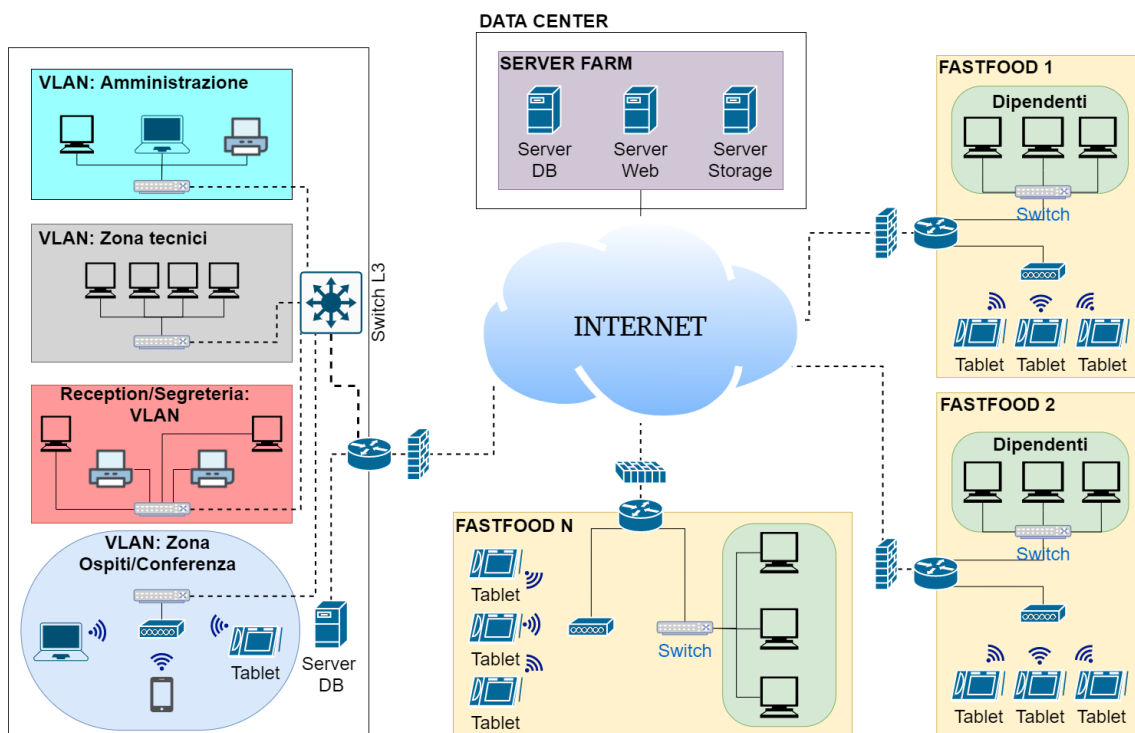 DATA CENTER
SERVER FARM
Server
DB
Server
Web
Server
Storage
VLAN: Amministrazione
VLAN: Zona tecnici
Switch L3
Reception/Segreteria:
VLAN
VLAN: Zona
Ospiti/Conferenza
Tablet
Server
DB
INTERNET
FASTFOOD 1
Dipendenti
Switch
Tablet
Tablet
Tablet
FASTFOOD 2
Dipendenti
Switch
Tablet
Tablet
Tablet
FASTFOOD N
Tablet
Tablet
Tablet
Switch